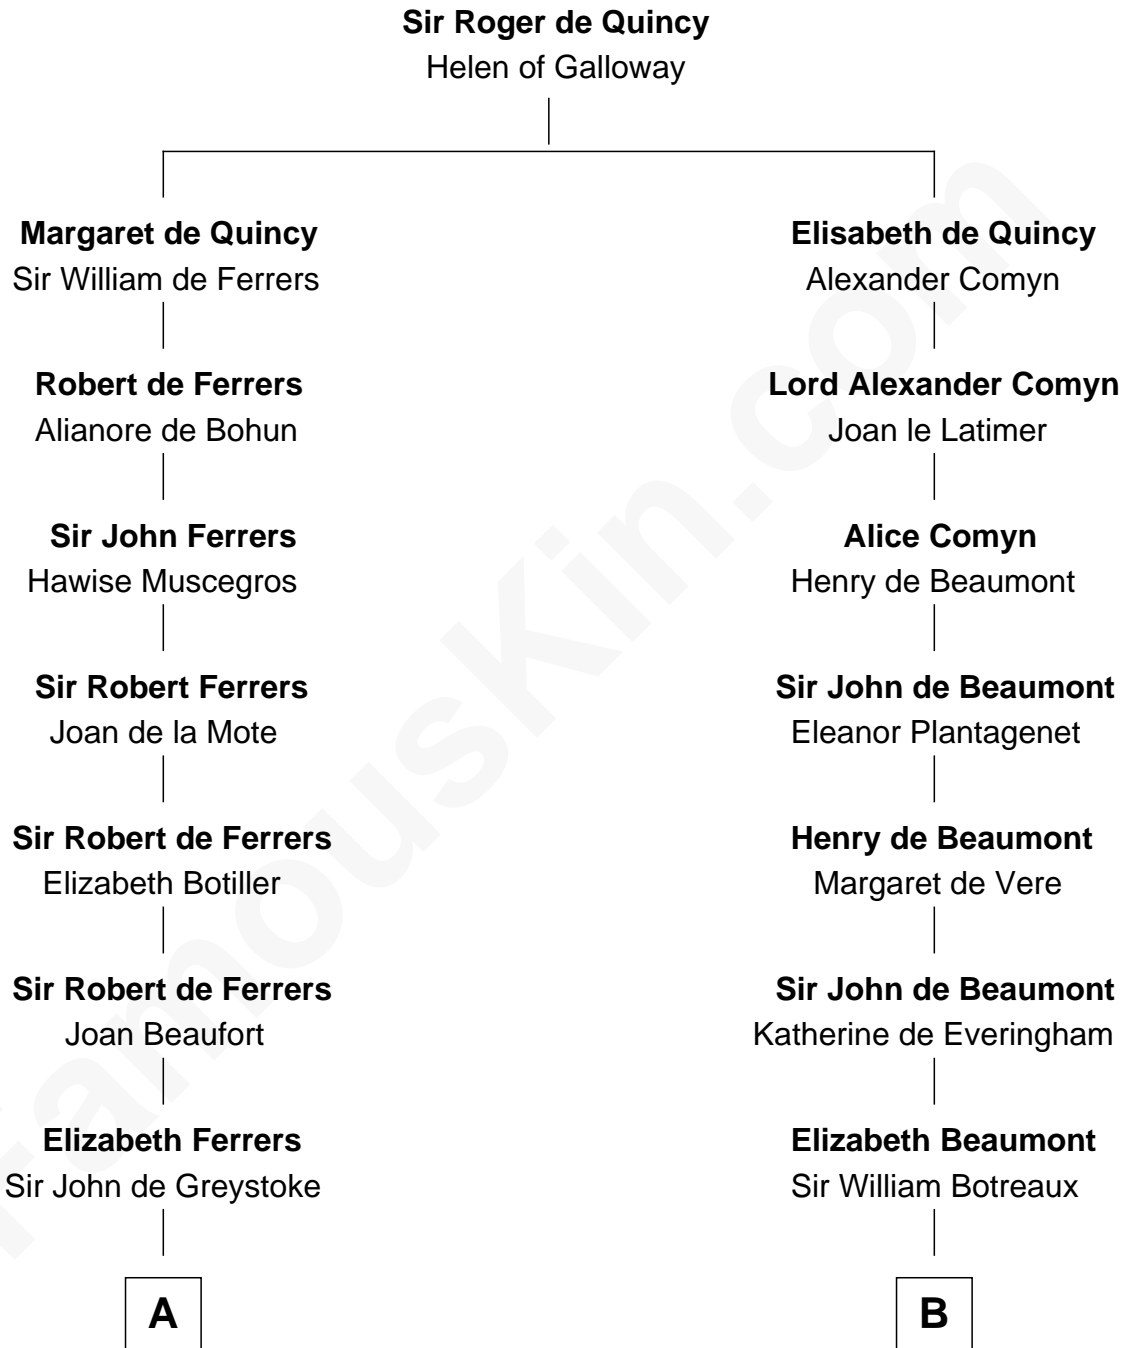 Sir Roger de Quincy
Helen of Galloway
Margaret de Quincy
Sir William de Ferrers
Elisabeth de Quincy
Alexander Comyn
Robert de Ferrers
Alianore de Bohun
Lord Alexander Comyn
Joan le Latimer
Sir John Ferrers
Hawise Muscegros
Alice Comyn
Henry de Beaumont
Sir Robert Ferrers
Joan de la Mote
Sir John de Beaumont
Eleanor Plantagenet
Sir Robert de Ferrers
Elizabeth Botiller
Henry de Beaumont
Margaret de Vere
Sir Robert de Ferrers
Joan Beaufort
Sir John de Beaumont
Katherine de Everingham
Elizabeth Ferrers
Sir John de Greystoke
Elizabeth Beaumont
Sir William Botreaux
A
B
FamousKin.com